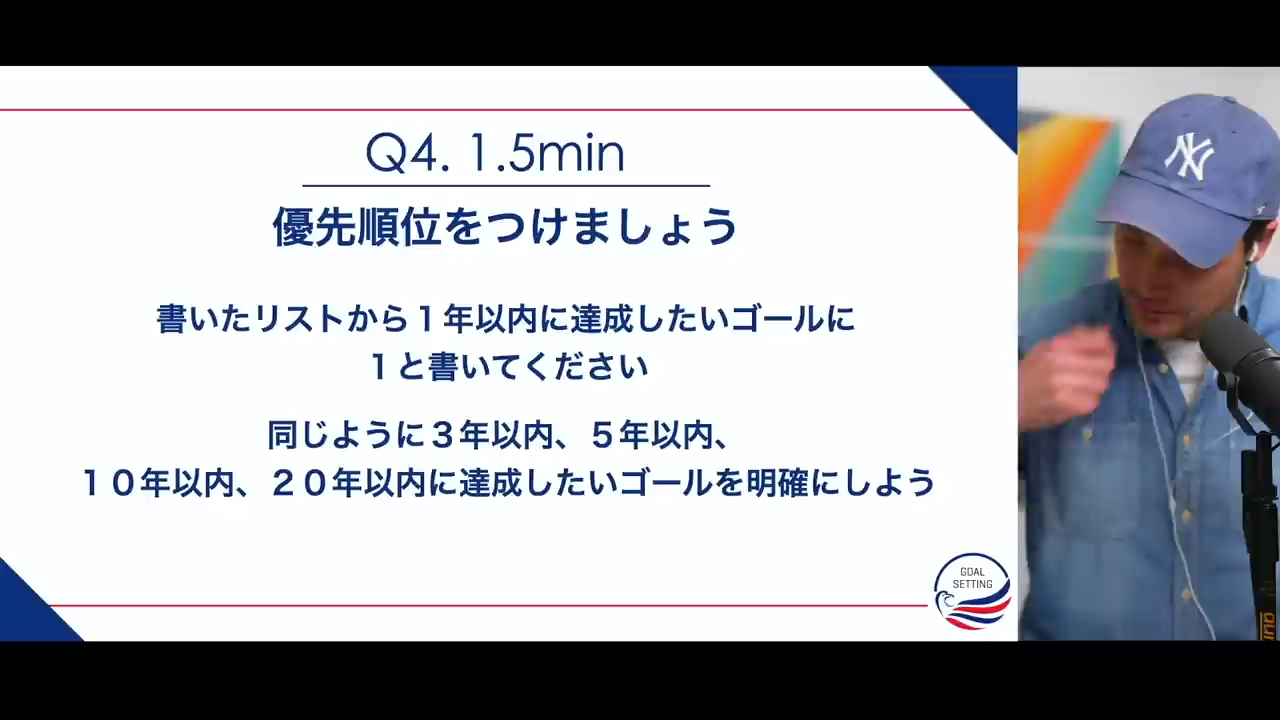 Q4. 1.5min
優先順位をつけましょう
書いたリストから１年以内に達成したいゴールに
１と書いてください
同じように３年以内、５年以内、
１０年以内、２０年以内に達成したいゴールを明確にしよう
GOAL
SETTING
NY